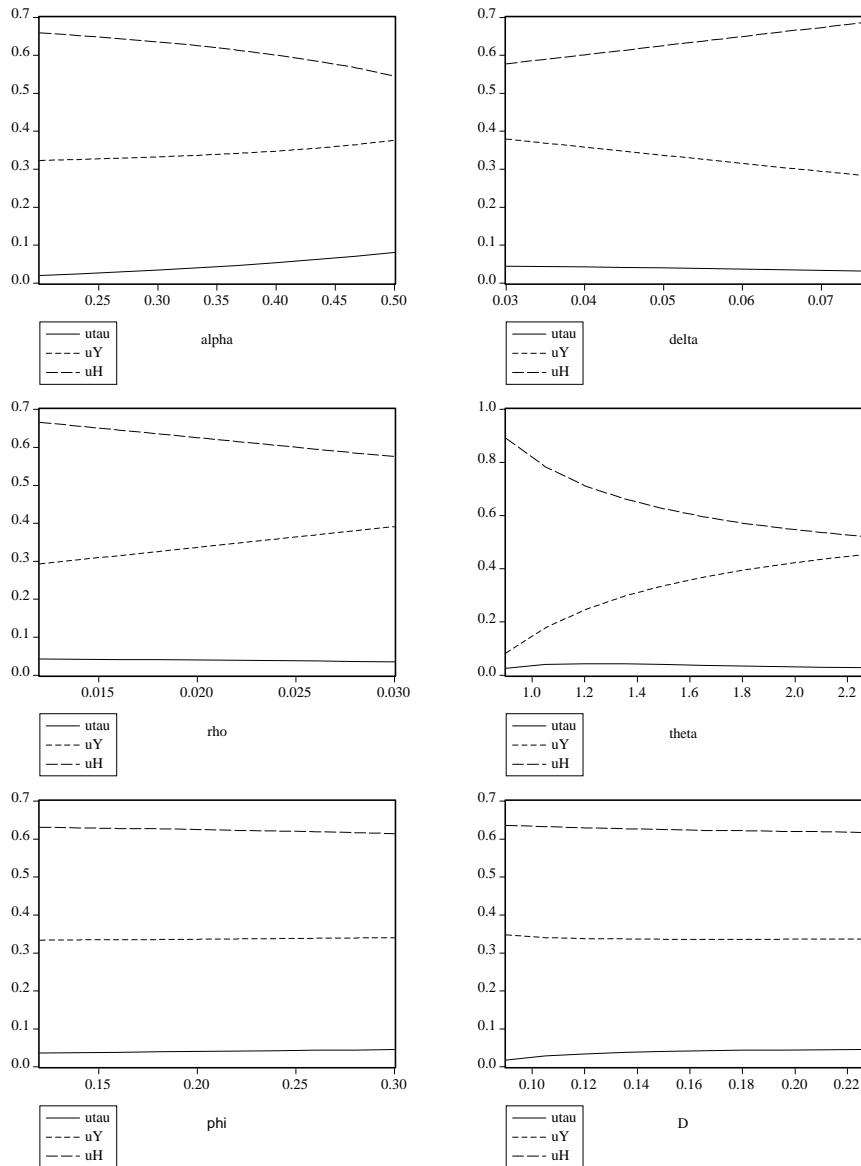 0.7
0.6
0.5
0.4
0.3
0.2
0.1
0.0
0.25 0.30 0.35 0.40 0.45 0.50
utau
uY
uH
alpha
0.7
0.6
0.5
0.4
0.3
0.2
0.1
0.0
0.03 0.04 0.05 0.06 0.07
utau
uY
uH
delta
0.7
0.6
0.5
0.4
0.3
0.2
0.1
0.0
0.015 0.020 0.025 0.030
utau
uY
uH
rho
1.0
0.8
0.6
0.4
0.2
0.0
1.0 1.2 1.4 1.6 1.8 2.0 2.2
utau
uY
uH
theta
0.7
0.6
0.5
0.4
0.3
0.2
0.1
0.0
0.15 0.20 0.25 0.30
utau
uY
uH
phi
0.7
0.6
0.5
0.4
0.3
0.2
0.1
0.0
0.10 0.12 0.14 0.16 0.18 0.20 0.22
utau
uY
uH
D